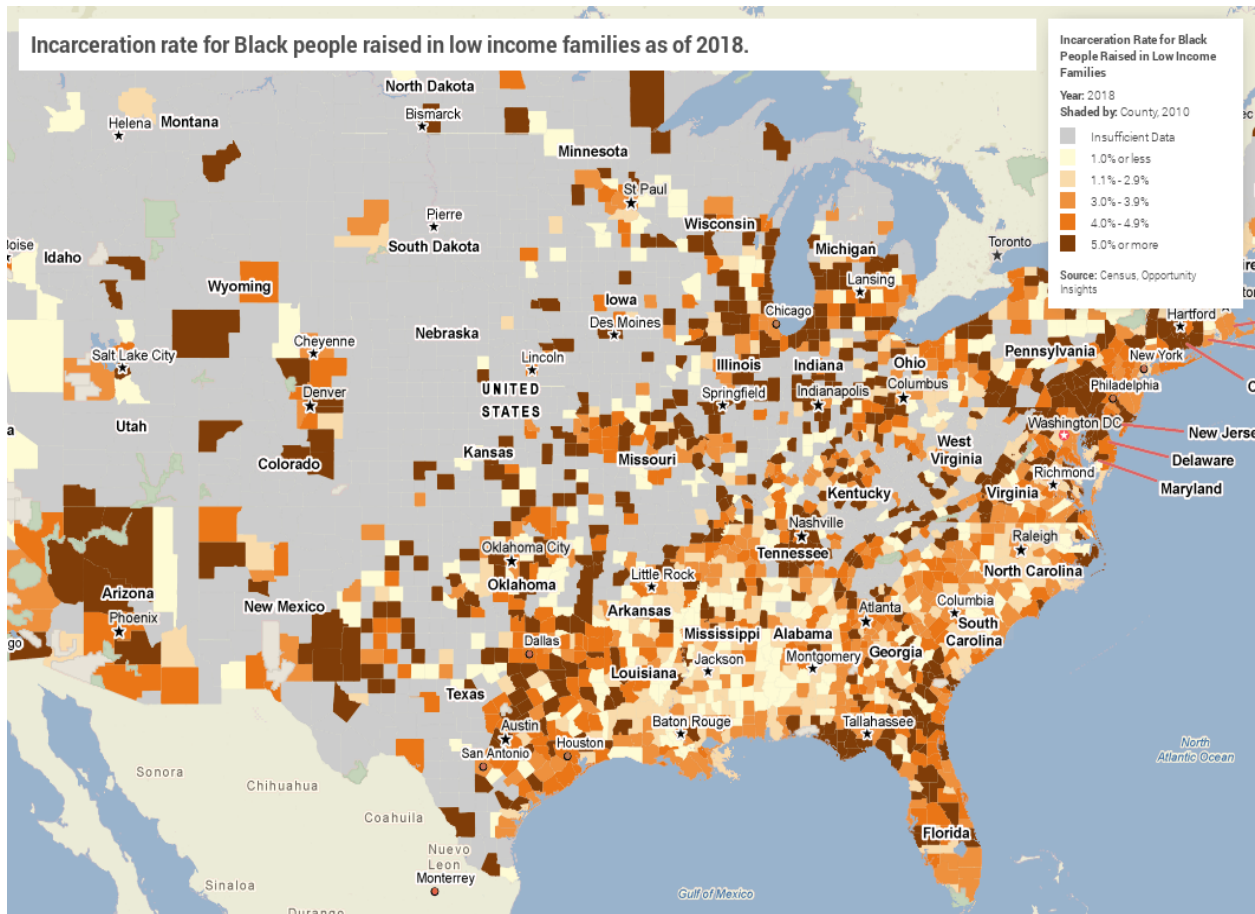 Incarceration rate for Black people raised in low income families as of 2018.
Incarceration Rate for Black
People Raised in Low Income
Families
Year: 2018
Shaded by: County, 2010
Insufficient Data
1.0% or less
1.1% - 2.9%
3.0% - 3.9%
4.0% - 4.9%
5.0% or more
Source: Census, Opportunity
Insights
North Dakota
Bismarck
Helena
Montana
Minnesota
St Paul
Pierre
South Dakota
Wisconsin
Michigan
Toronto
Idaho
Wyoming
Iowa
Lansing
Chicago
Des Moines
Nebraska
Cheyenne
Salt Lake City
Lincoln
Hartford
Illinois
Indiana
Ohio
Pennsylvania
New York
UNITED
STATES
Denver
Springfield
Indianapolis
Columbus
Philadelphia
Utah
Washington DC
New Jerse
Colorado
Kansas
Missouri
West
Virginia
Delaware
Richmond
Maryland
Kentucky
Virginia
Nashville
Tennessee
Raleigh
North Carolina
Oklahoma City
Oklahoma
Little Rock
Arkansas
Arizona
Phoenix
New Mexico
Atlanta
Columbia
South
Carolina
Dallas
Mississippi
Alabama
Georgia
Louisiana
Jackson
Montgomery
Texas
Austin
Baton Rouge
Tallahassee
Houston
San Antonio
Sonora
Chihuahua
North
Atlantic Ocean
Coahuila
Florida
Nuevo
Leon
Monterrey
Sinaloa
Gulf of Mexico
Durango